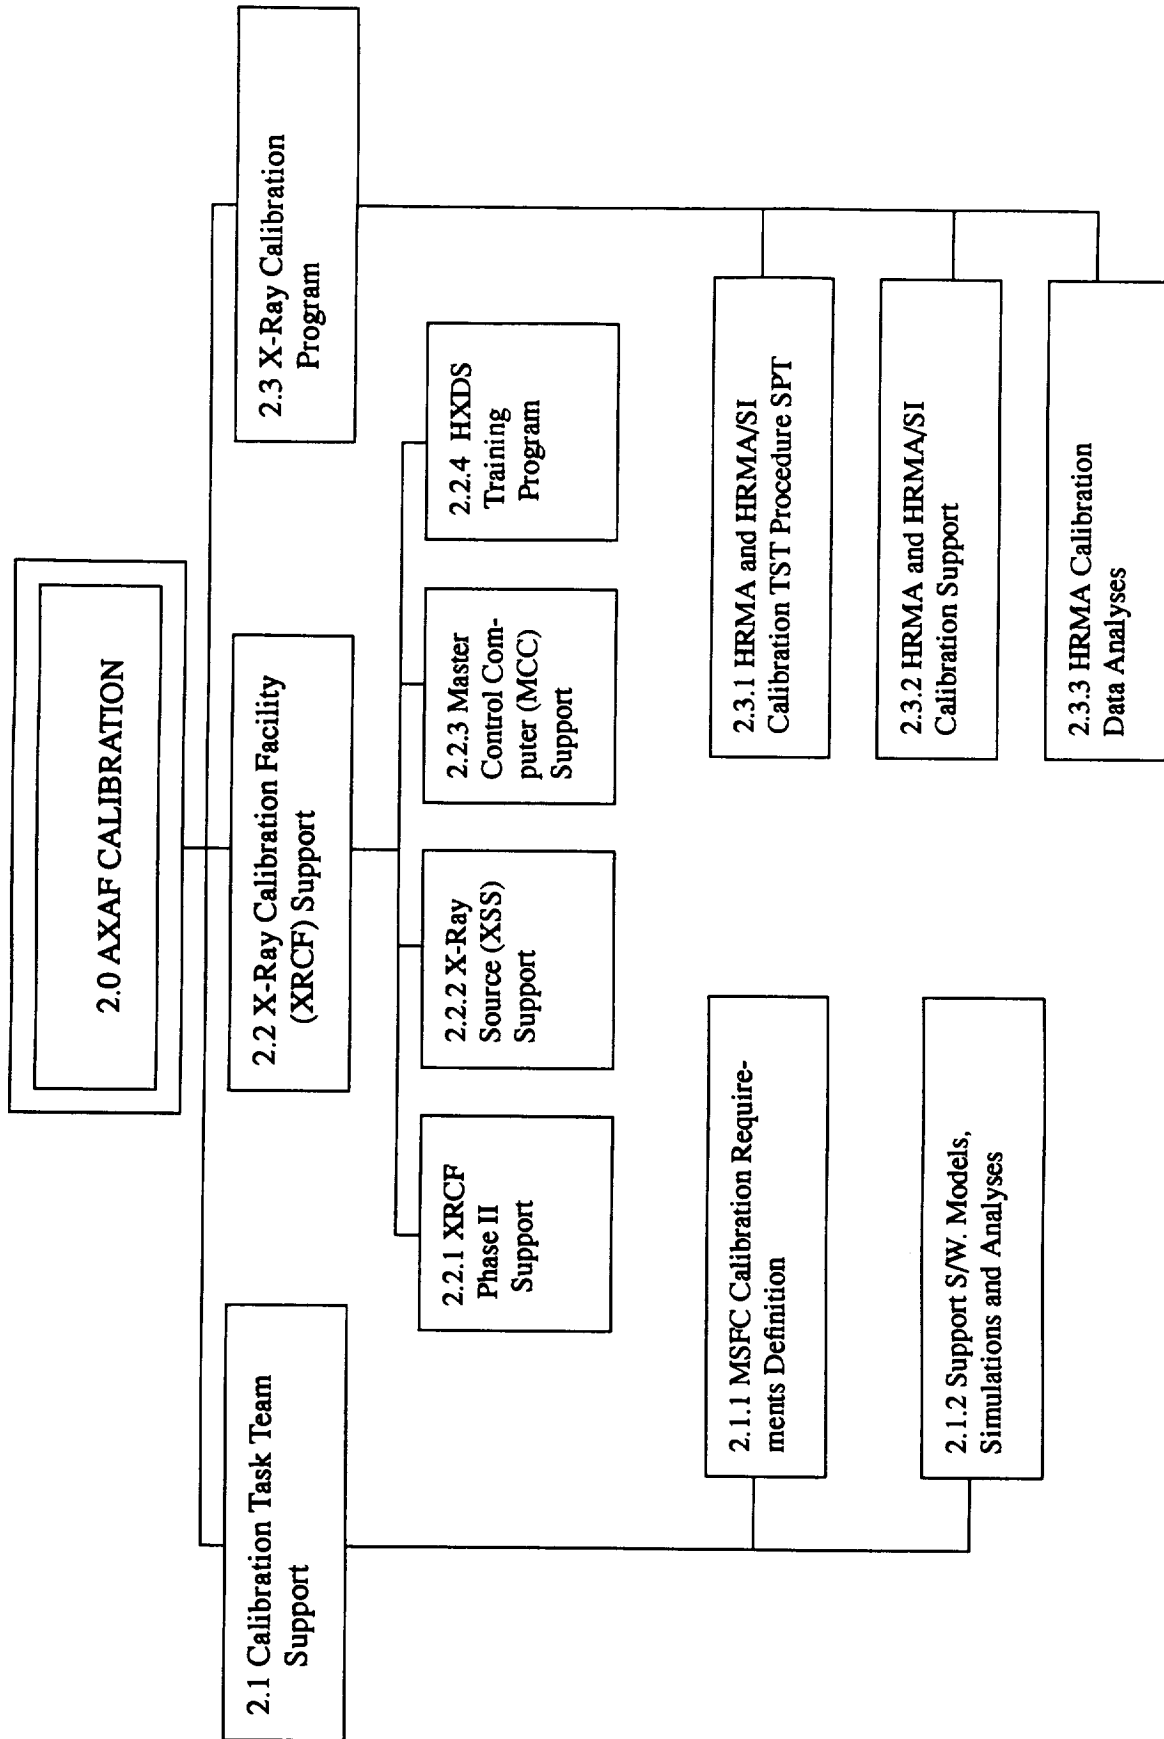 2.0 AXAF CALIBRATION
2.1 Calibration Task Team
Support
2.2 X-Ray Calibration Facility
(XRCF) Support
2.3 X-Ray Calibration
Program
2.2.1 XRCF
Phase II
Support
2.2.2 X-Ray
Source (XSS)
Support
2.2.3 Master
Control Com-
puter (MCC)
Support
2.2.4 HXDS
Training
Program
2.1.1 MSFC Calibration Require-
ments Definition
2.1.2 Support S/W. Models,
Simulations and Analyses
2.3.1 HRMA and HRMA/SI
Calibration TST Procedure SPT
2.3.2 HRMA and HRMA/SI
Calibration Support
2.3.3 HRMA Calibration
Data Analyses